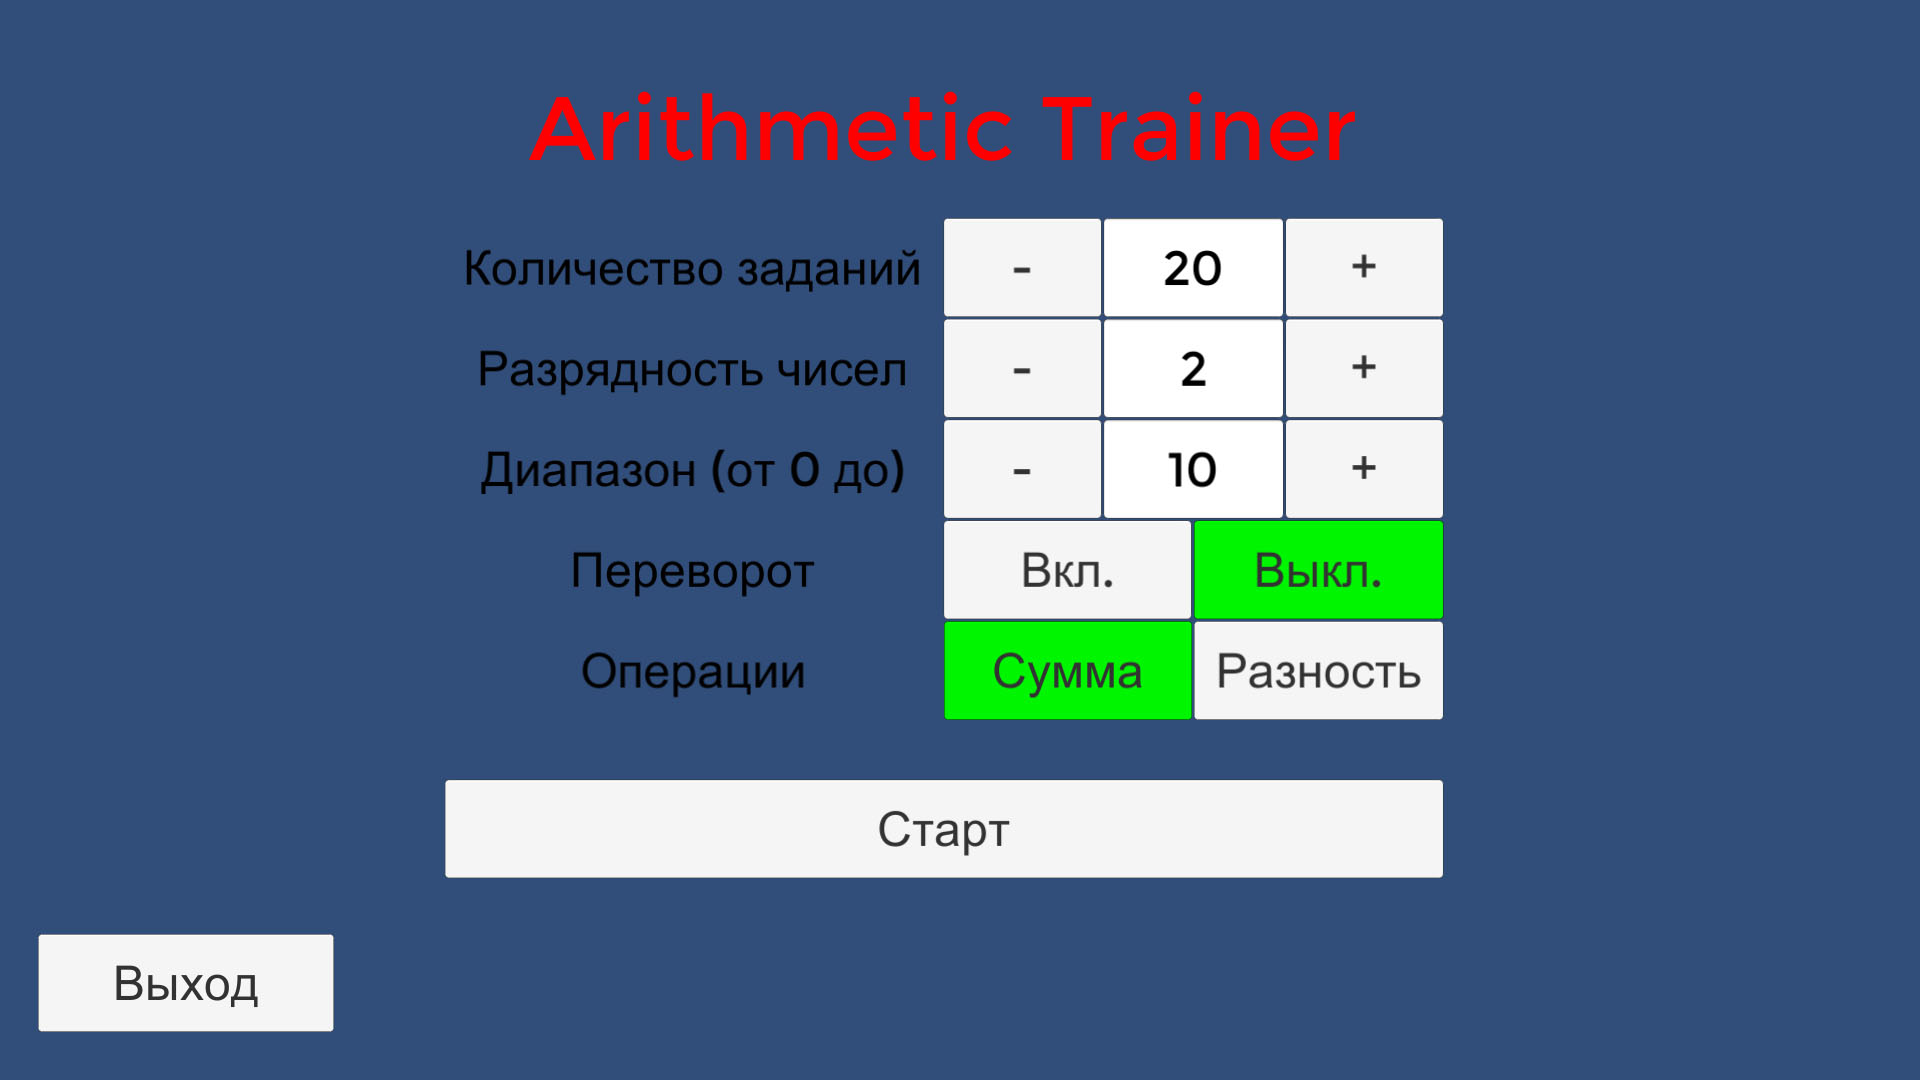 Arithmetic Trainer
Количество заданий - 20 +
Разрядность чисел - 2 +
Диапазон (от 0 до) - 10 +
Переворот Вкл. Выкл.
Операции Сумма Разность
Старт
Выход